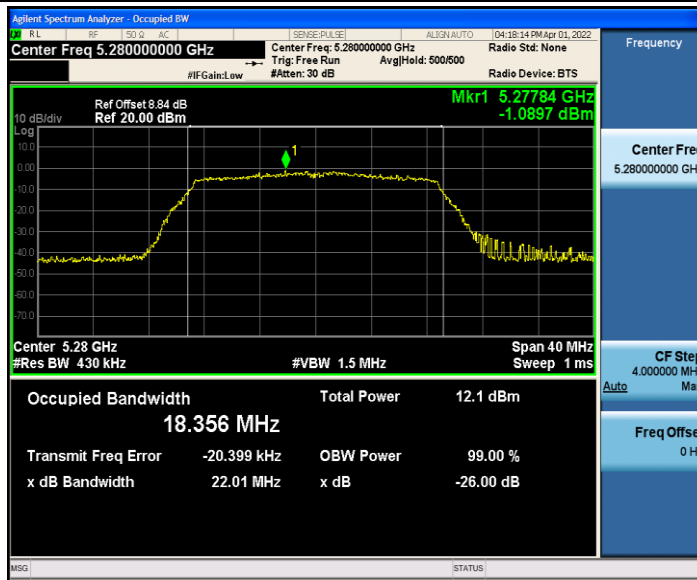 Agilent Spectrum Analyzer - Occupied BW
RL RF 50 Ω AC SENSE:PULSE ALIGN AUTO 04:18:14 PM Apr 01, 2022
Center Freq 5.280000000 GHz
Center Freq: 5.280000000 GHz Radio Std: None
Trig: Free Run Avg|Hold: 500/500
#IFGain:Low #Atten: 30 dB Radio Device: BTS
Frequency
Ref Offset 8.84 dB
10 dB/div Ref 20.00 dBm
Mkr1 5.27784 GHz
-1.0897 dBm
Log
10.0
0.00
-10.0
-20.0
-30.0
-40.0
-50.0
-60.0
-70.0
1
Center Fre
5.280000000 GH
Center 5.28 GHz Span 40 MHz
#Res BW 430 kHz #VBW 1.5 MHz Sweep 1 ms
CF Ste
4.000000 MH
Auto Ma
Occupied Bandwidth Total Power 12.1 dBm
18.356 MHz
Transmit Freq Error -20.399 kHz OBW Power 99.00 %
x dB Bandwidth 22.01 MHz x dB -26.00 dB
Freq Offse
0 H
MSG STATUS